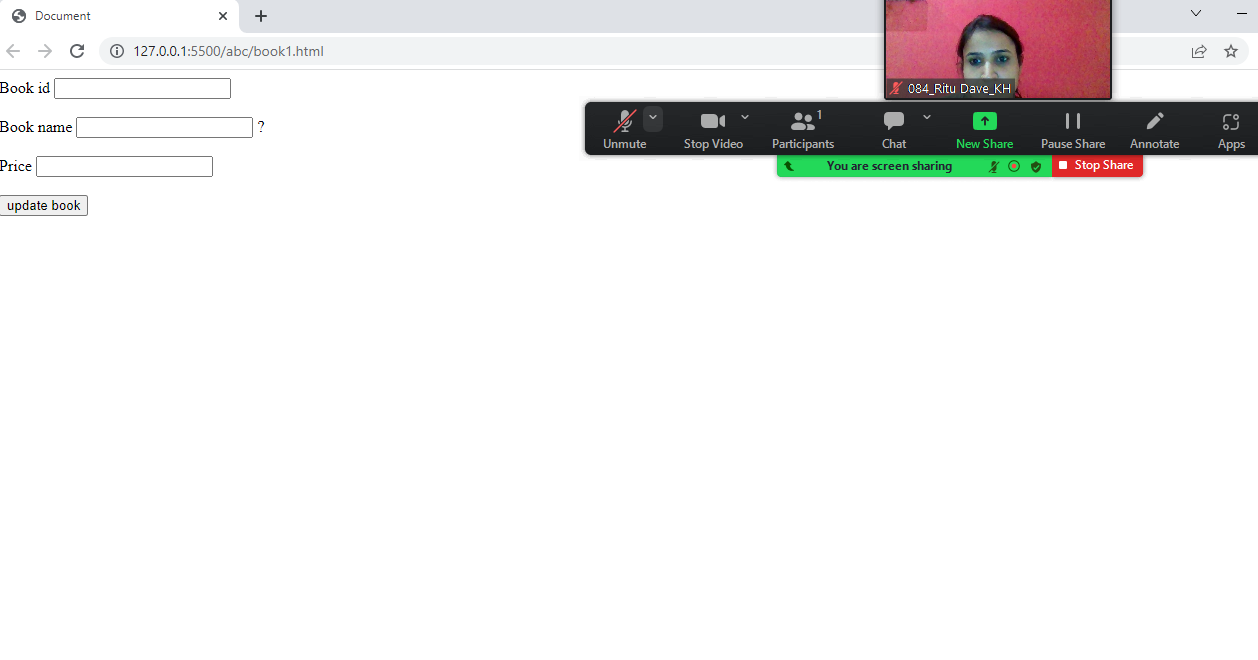 Document
127.0.0.1:5500/abc/book1.html
084_Ritu Dave_KH
Unmute Stop Video Participants 1 Chat New Share Pause Share Annotate Apps
You are screen sharing Stop Share
Book id
Book name ?
Price
update book